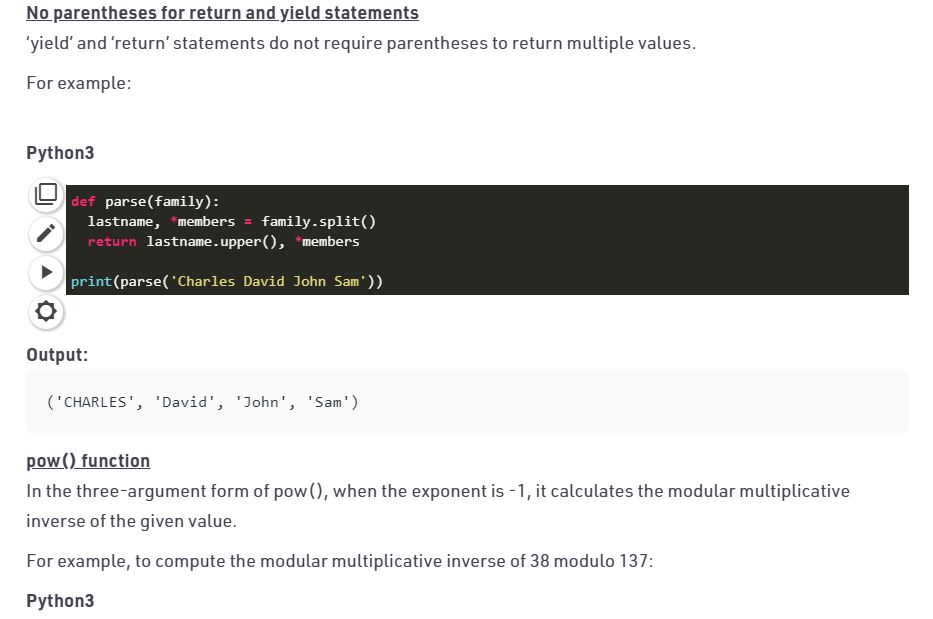 No parentheses for return and yield statements
‘yield’ and ‘return’ statements do not require parentheses to return multiple values.
For example:
Python3
def parse(family):
  lastname, *members = family.split()
  return lastname.upper(), *members
print(parse('Charles David John Sam'))
Output:
('CHARLES', 'David', 'John', 'Sam')
pow() function
In the three-argument form of pow(), when the exponent is -1, it calculates the modular multiplicative
inverse of the given value.
For example, to compute the modular multiplicative inverse of 38 modulo 137:
Python3